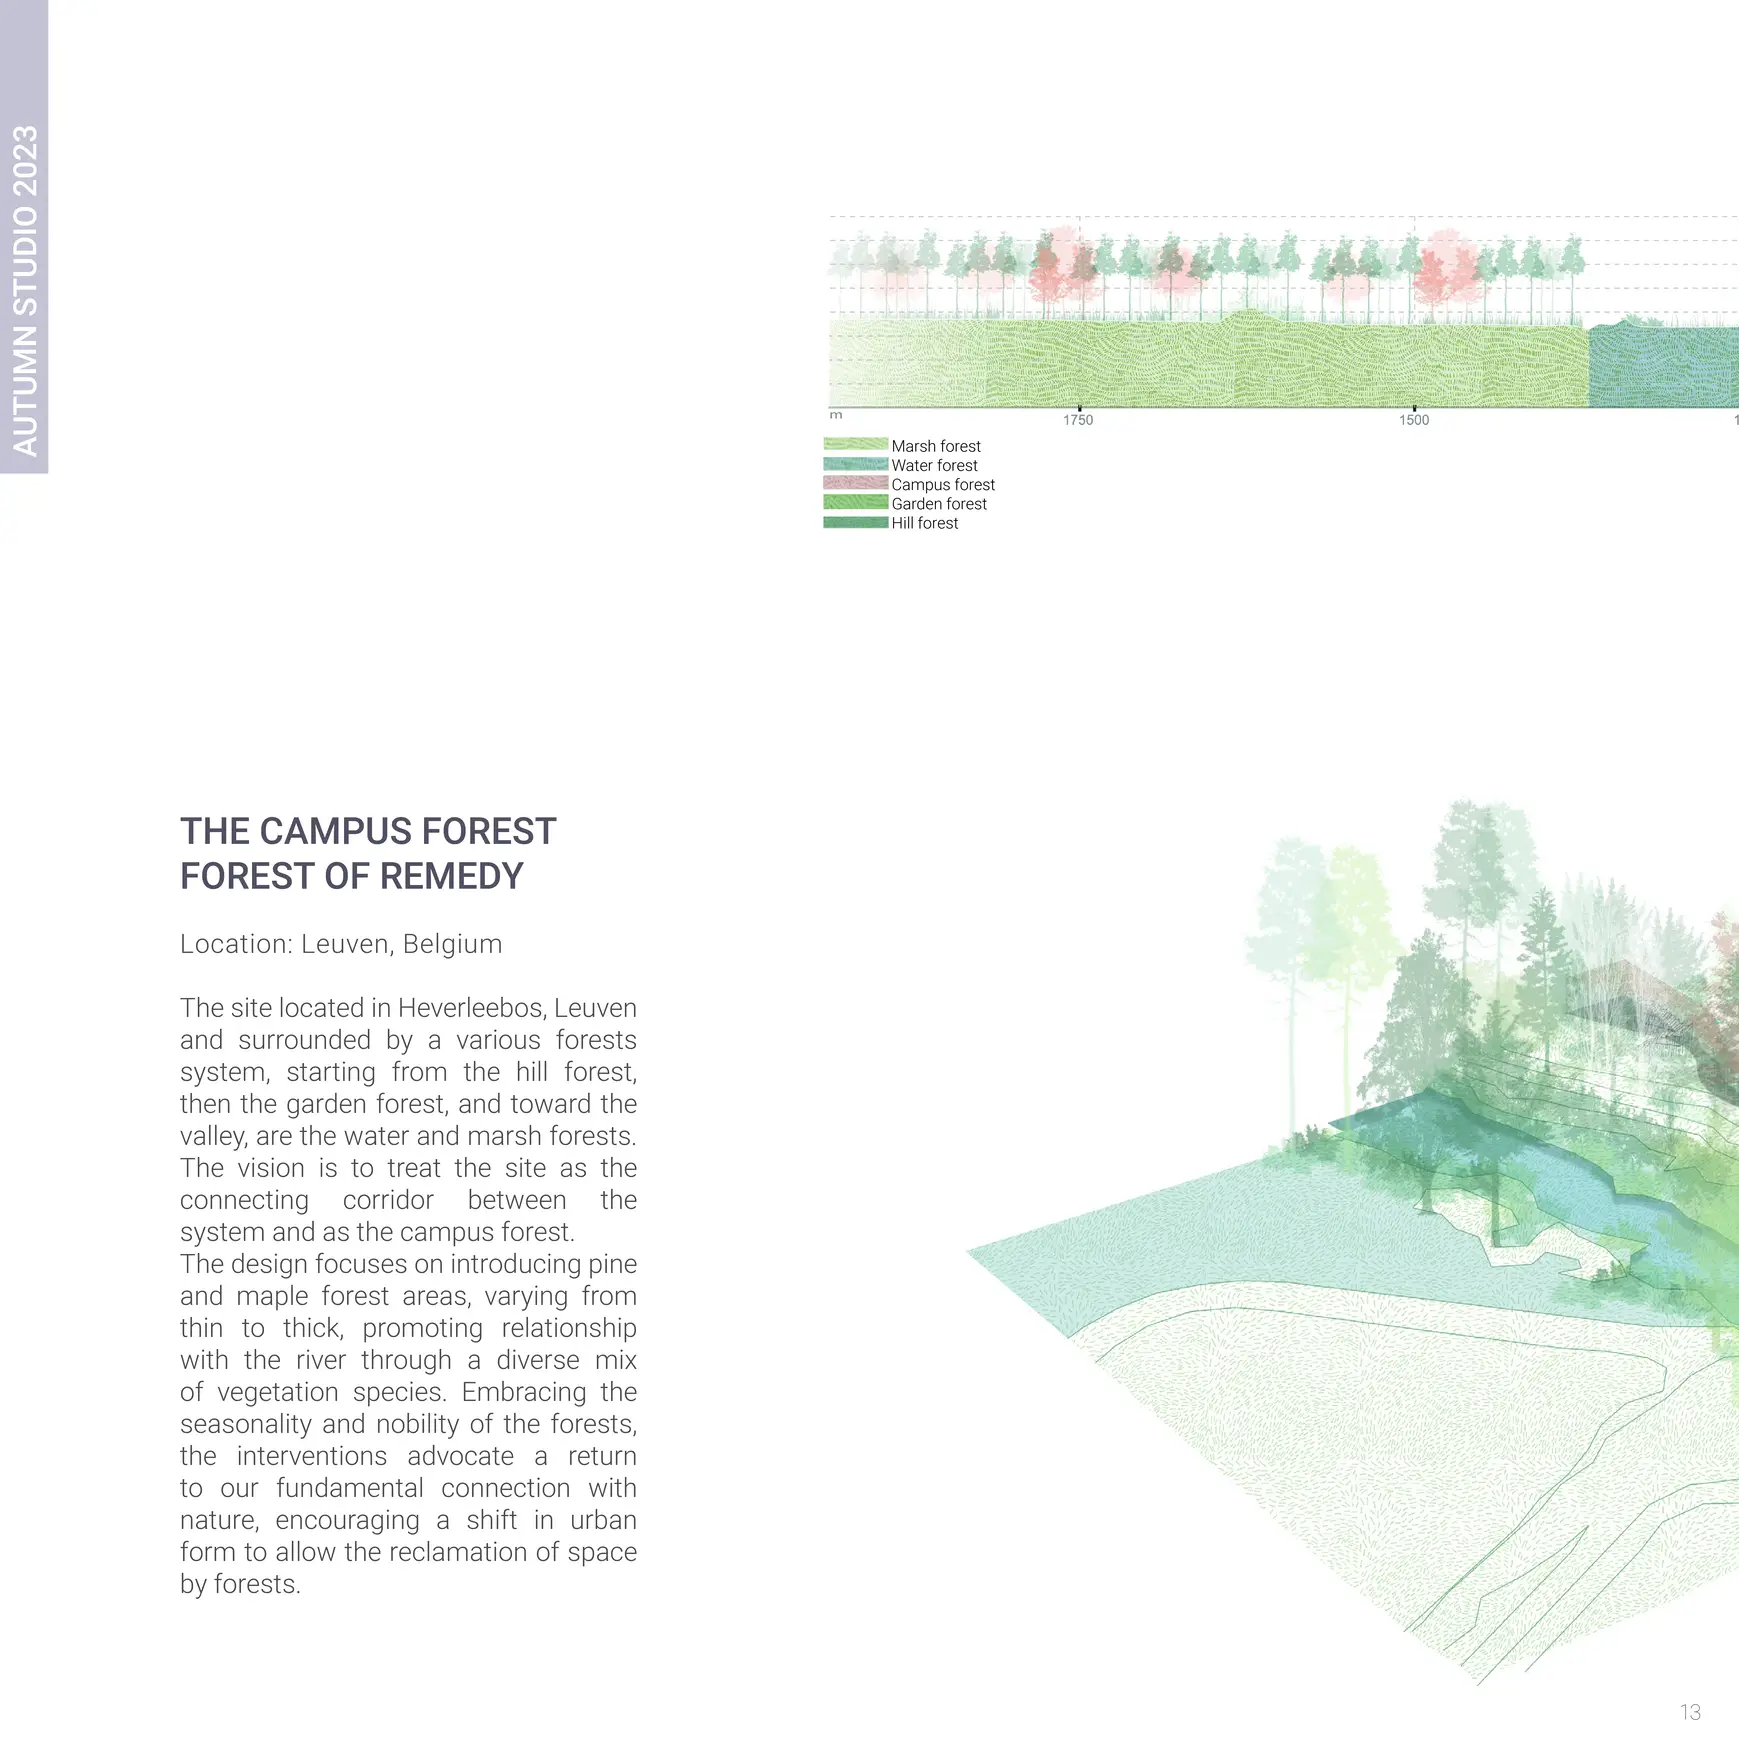 AUTUMN STUDIO 2023
m
1750
1500
Marsh forest
Water forest
Campus forest
Garden forest
Hill forest
THE CAMPUS FOREST
FOREST OF REMEDY
Location: Leuven, Belgium
The site located in Heverleebos, Leuven
and surrounded by a various forests
system, starting from the hill forest,
then the garden forest, and toward the
valley, are the water and marsh forests.
The vision is to treat the site as the
connecting corridor between the
system and as the campus forest.
The design focuses on introducing pine
and maple forest areas, varying from
thin to thick, promoting relationship
with the river through a diverse mix
of vegetation species. Embracing the
seasonality and nobility of the forests,
the interventions advocate a return
to our fundamental connection with
nature, encouraging a shift in urban
form to allow the reclamation of space
by forests.
13